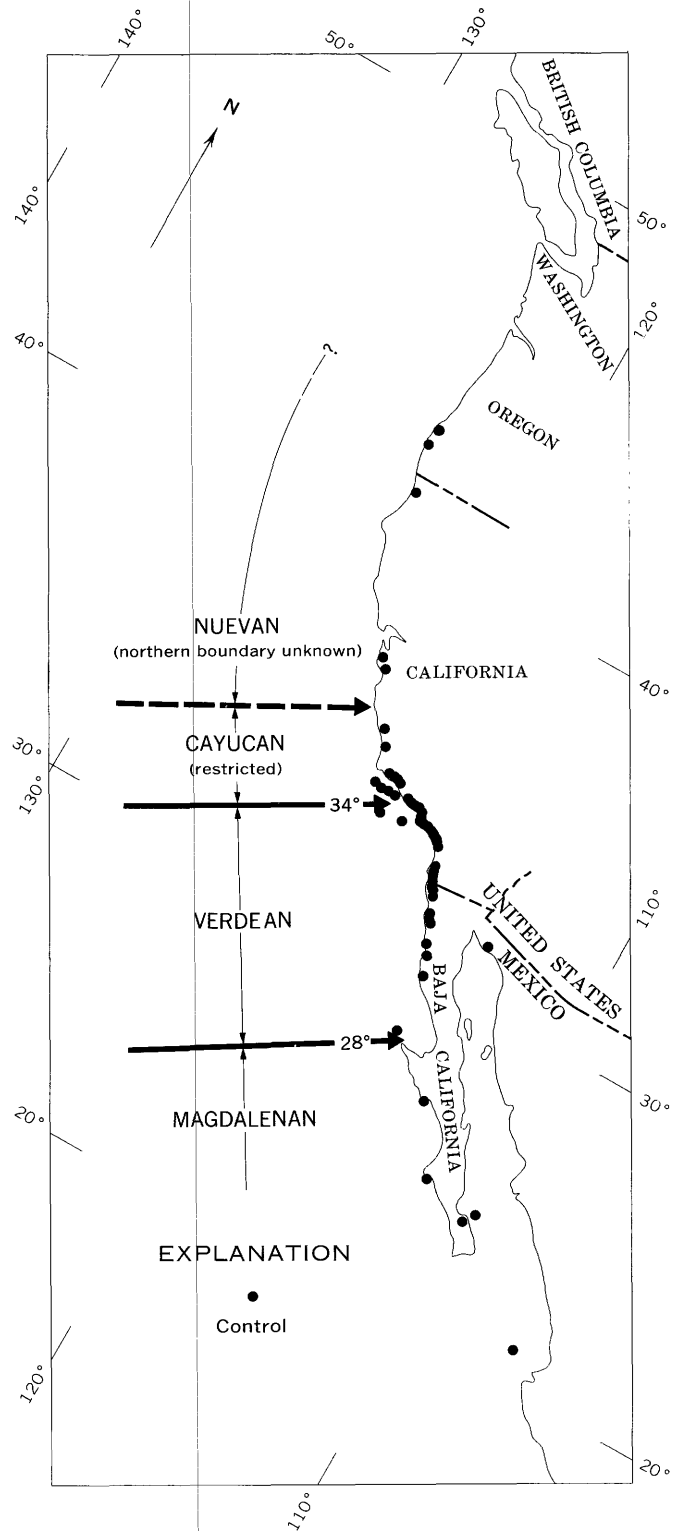 140°
50°
130°
N
BRITISH COLUMBIA
140°
50°
WASHINGTON
120°
40°
?
OREGON
NUEVAN
(northern boundary unknown)
CALIFORNIA
40°
CAYUCAN
(restricted)
30°
130°
34°
VERDEAN
UNITED STATES
110°
MEXICO
BAJA CALIFORNIA
28°
30°
20°
MAGDALENAN
EXPLANATION
Control
120°
20°
110°